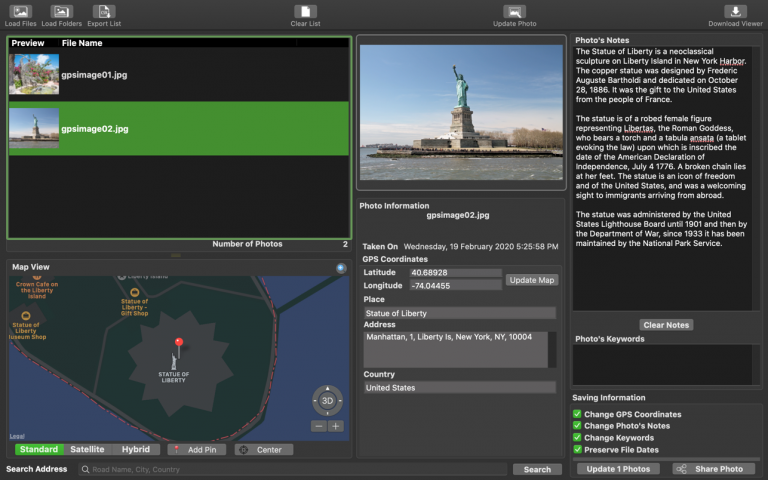 Load Files
Load Folders
Export List
Clear List
Update Photo
Download Viewer
Preview
File Name
gpsimage01.jpg
gpsimage02.jpg
Number of Photos
2
Map View
Liberty Island
Crown Cafe on
the Liberty
Island
Statue of
Liberty -
Gift Shop
Statue of
Liberty
Museum Shop
STATUE OF
LIBERTY
3D
Legal
Standard
Satellite
Hybrid
Add Pin
Center
Search Address
Road Name, City, Country
Search
Photo Information
gpsimage02.jpg
Taken On Wednesday, 19 February 2020 5:25:58 PM
GPS Coordinates
Latitude
40.68928
Longitude
-74.04455
Update Map
Place
Statue of Liberty
Address
Manhattan, 1, Liberty Is, New York, NY, 10004
Country
United States
Photo's Notes
The Statue of Liberty is a neoclassical
sculpture on Liberty Island in New York Harbor.
The copper statue was designed by Frederic
Auguste Bartholdi and dedicated on October
28, 1886. It was the gift to the United States
from the people of France.
The statue is of a robed female figure
representing Libertas, the Roman Goddess,
who bears a torch and a tabula ansata (a tablet
evoking the law) upon which is inscribed the
date of the American Declaration of
Independence, July 4 1776. A broken chain lies
at her feet. The statue is an icon of freedom
and of the United States, and was a welcoming
sight to immigrants arriving from abroad.
The statue was administered by the United
States Lighthouse Board until 1901 and then by
the Department of War, since 1933 it has been
maintained by the National Park Service.
Clear Notes
Photo's Keywords
Saving Information
Change GPS Coordinates
Change Photo's Notes
Change Keywords
Preserve File Dates
Update 1 Photos
Share Photo